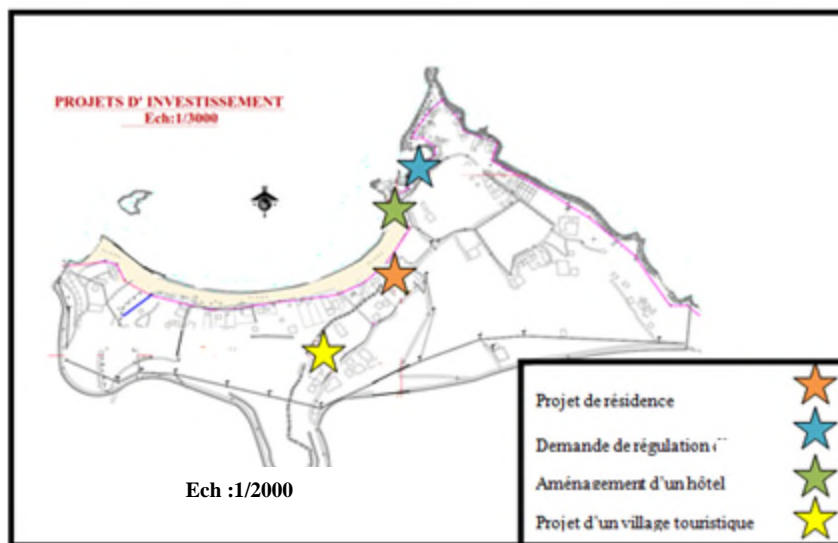 PROJETS D' INVESTISSEMENT
Ech:1/3000
Ech :1/2000
Projet de résidence
Demande de régulation
Aménagement d'un hôtel
Projet d'un village touristique